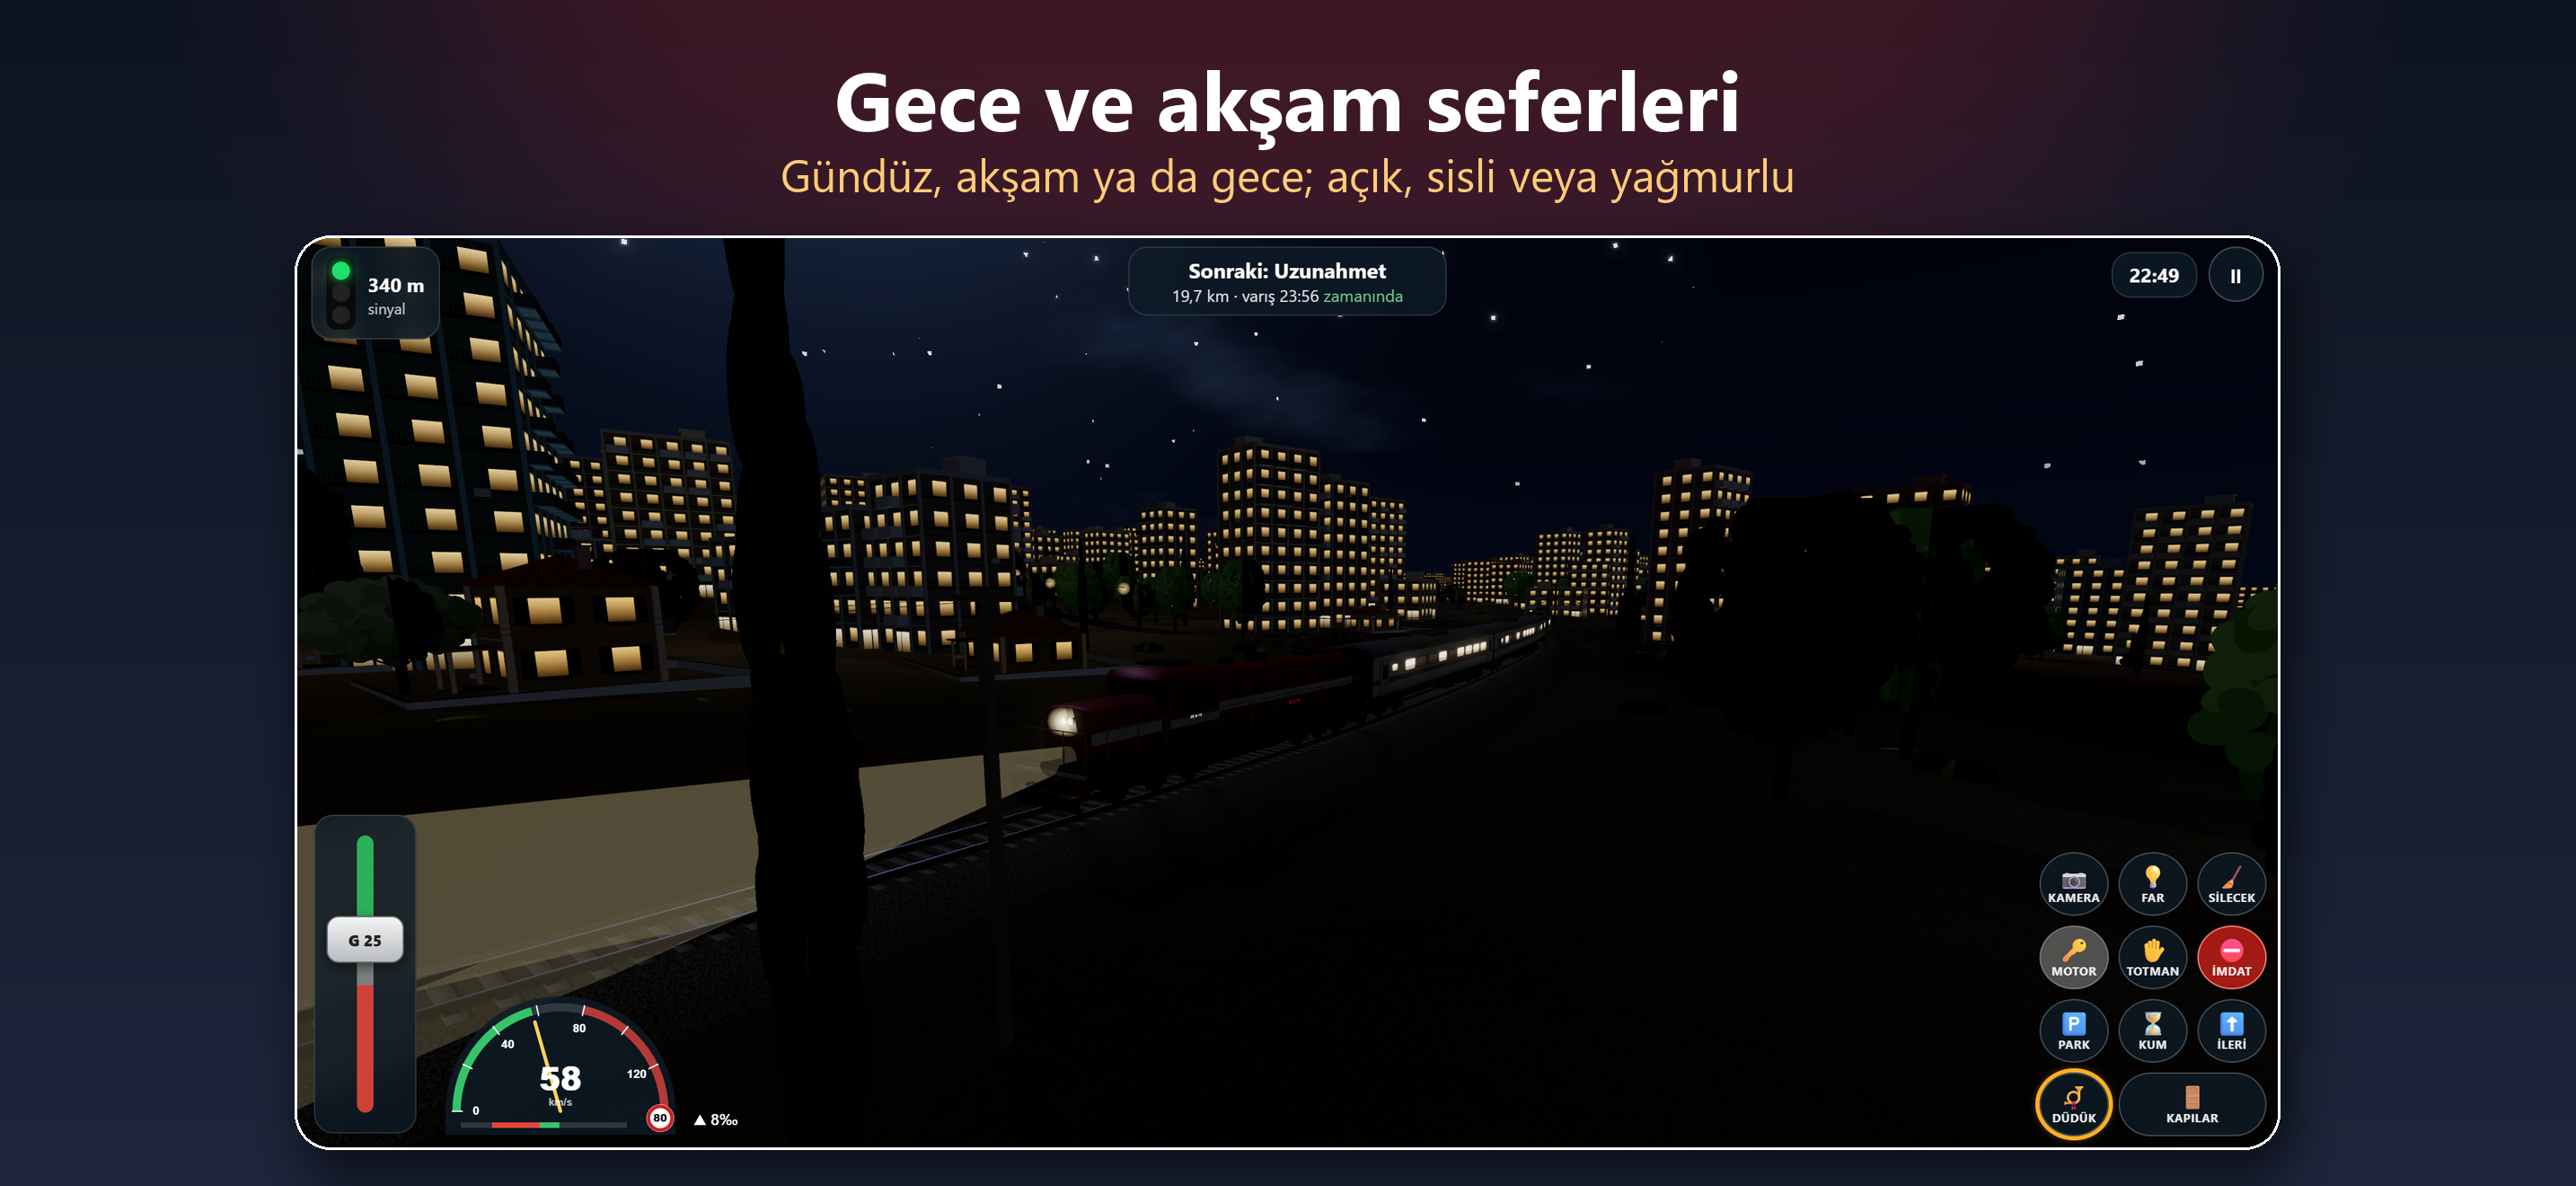 Gece ve akşam seferleri
Gündüz, akşam ya da gece; açık, sisli veya yağmurlu
340 m
sinyal
Sonraki: Uzunahmet
19,7 km · varış 23:56 zamanında
22:49
G 25
0
40
80
120
58
km/s
80
▲ 8‰
KAMERA
FAR
SİLECEK
MOTOR
TOTMAN
İMDAT
P
PARK
KUM
İLERİ
DÜDÜK
KAPILAR